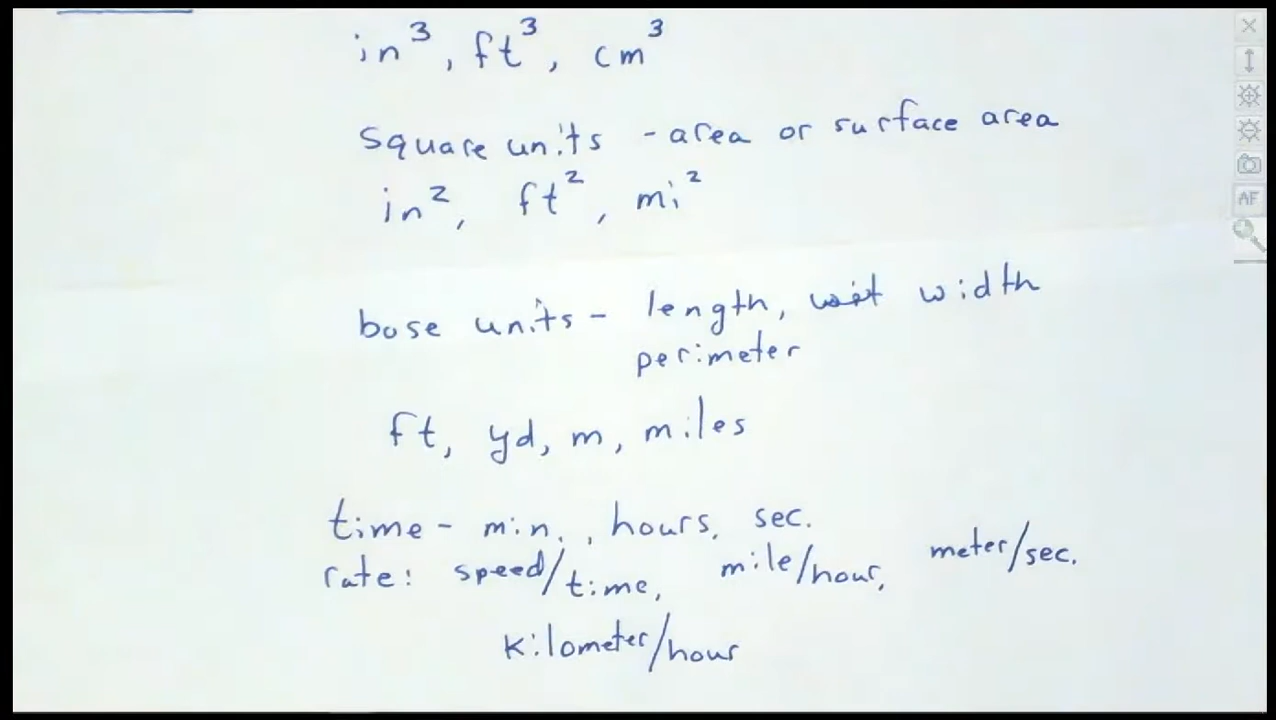 in³, ft³, cm³
square units - area or surface area
in², ft², mi²
base units - length, width
perimeter
ft, yd, m, miles
time - min., hours, sec.
rate: speed/time, mile/hour, meter/sec.
kilometer/hour
AF